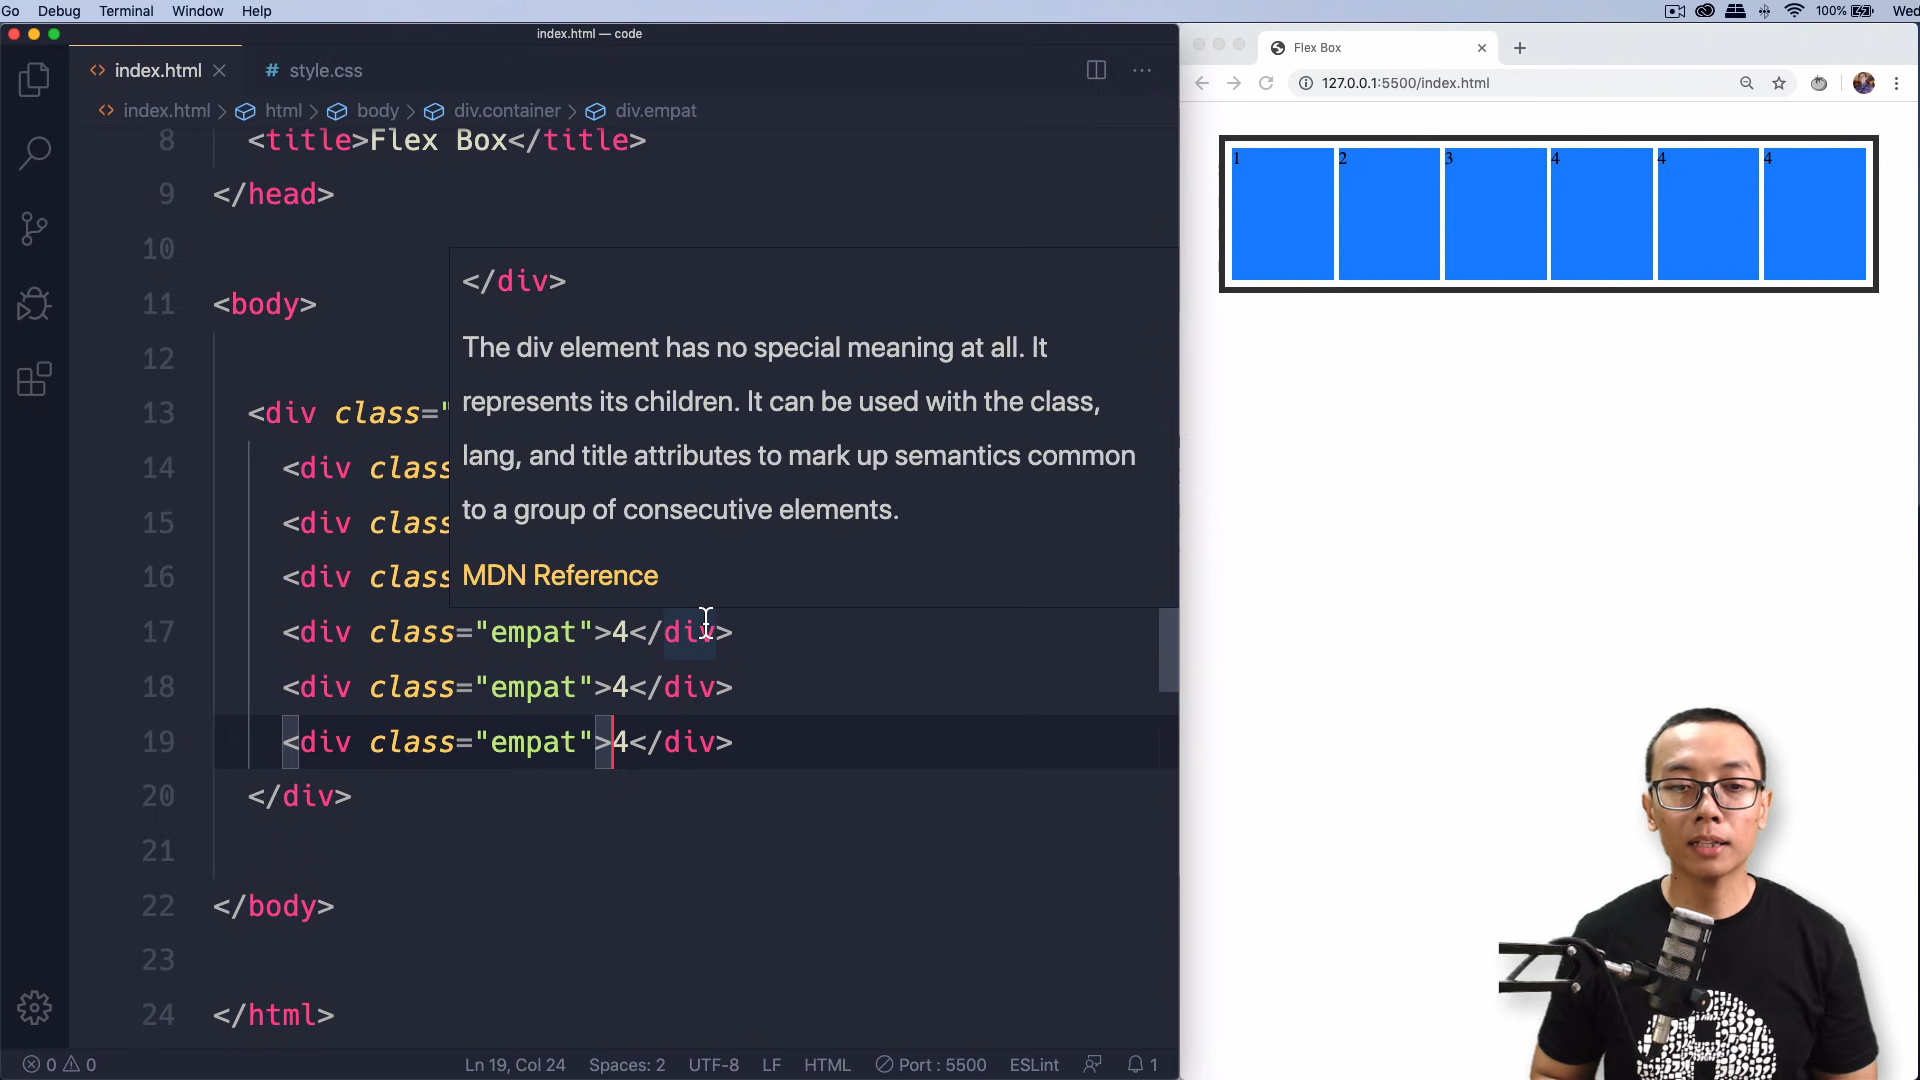 Go Debug Terminal Window Help
100% Wed
index.html — code
index.html
# style.css
index.html > html > body > div.container > div.empat
8 <title>Flex Box</title>
9 </head>
10
11 <body>
12
13 <div class="
14 <div class
15 <div class
16 <div class
17 <div class="empat">4</div>
18 <div class="empat">4</div>
19 <div class="empat">4</div>
20 </div>
21
22 </body>
23
24 </html>
</div>
The div element has no special meaning at all. It
represents its children. It can be used with the class,
lang, and title attributes to mark up semantics common
to a group of consecutive elements.
MDN Reference
0 0 Ln 19, Col 24 Spaces: 2 UTF-8 LF HTML Port : 5500 ESLint 1
Flex Box
127.0.0.1:5500/index.html
1 2 3 4 4 4